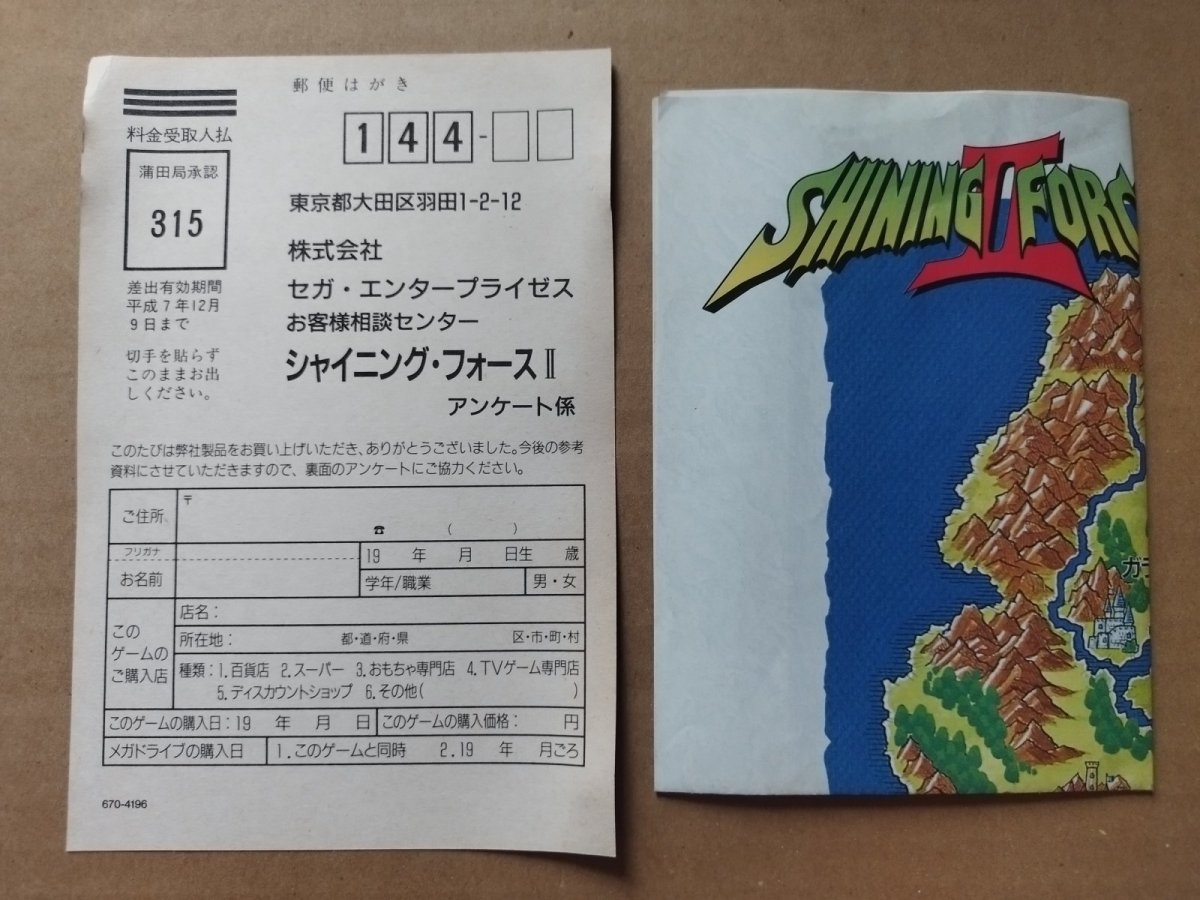 郵便はがき
料金受取人払
蒲田局承認
315
差出有効期間
平成7年12月
9日まで
切手を貼らず
このままお出
しください。
144-
東京都大田区羽田1-2-12
株式会社
セガ・エンタープライゼス
お客様相談センター
シャイニング・フォースⅡ
アンケート係
このたびは弊社製品をお買い上げいただき、ありがとうございました。今後の参考
資料にさせていただきますので、裏面のアンケートにご協力ください。
ご住所 〒
☎ ( )
フリガナ
お名前
19 年 月 日生 歳
学年/職業 男・女
このゲームのご購入店
店名:
所在地: 都・道・府・県 区・市・町・村
種類:1.百貨店 2.スーパー 3.おもちゃ専門店 4.TVゲーム専門店
5.ディスカウントショップ 6.その他( )
このゲームの購入日:19 年 月 日 このゲームの購入価格: 円
メガドライブの購入日 1.このゲームと同時 2.19 年 月ごろ
670-4196
SHINING II FORC
ガラ